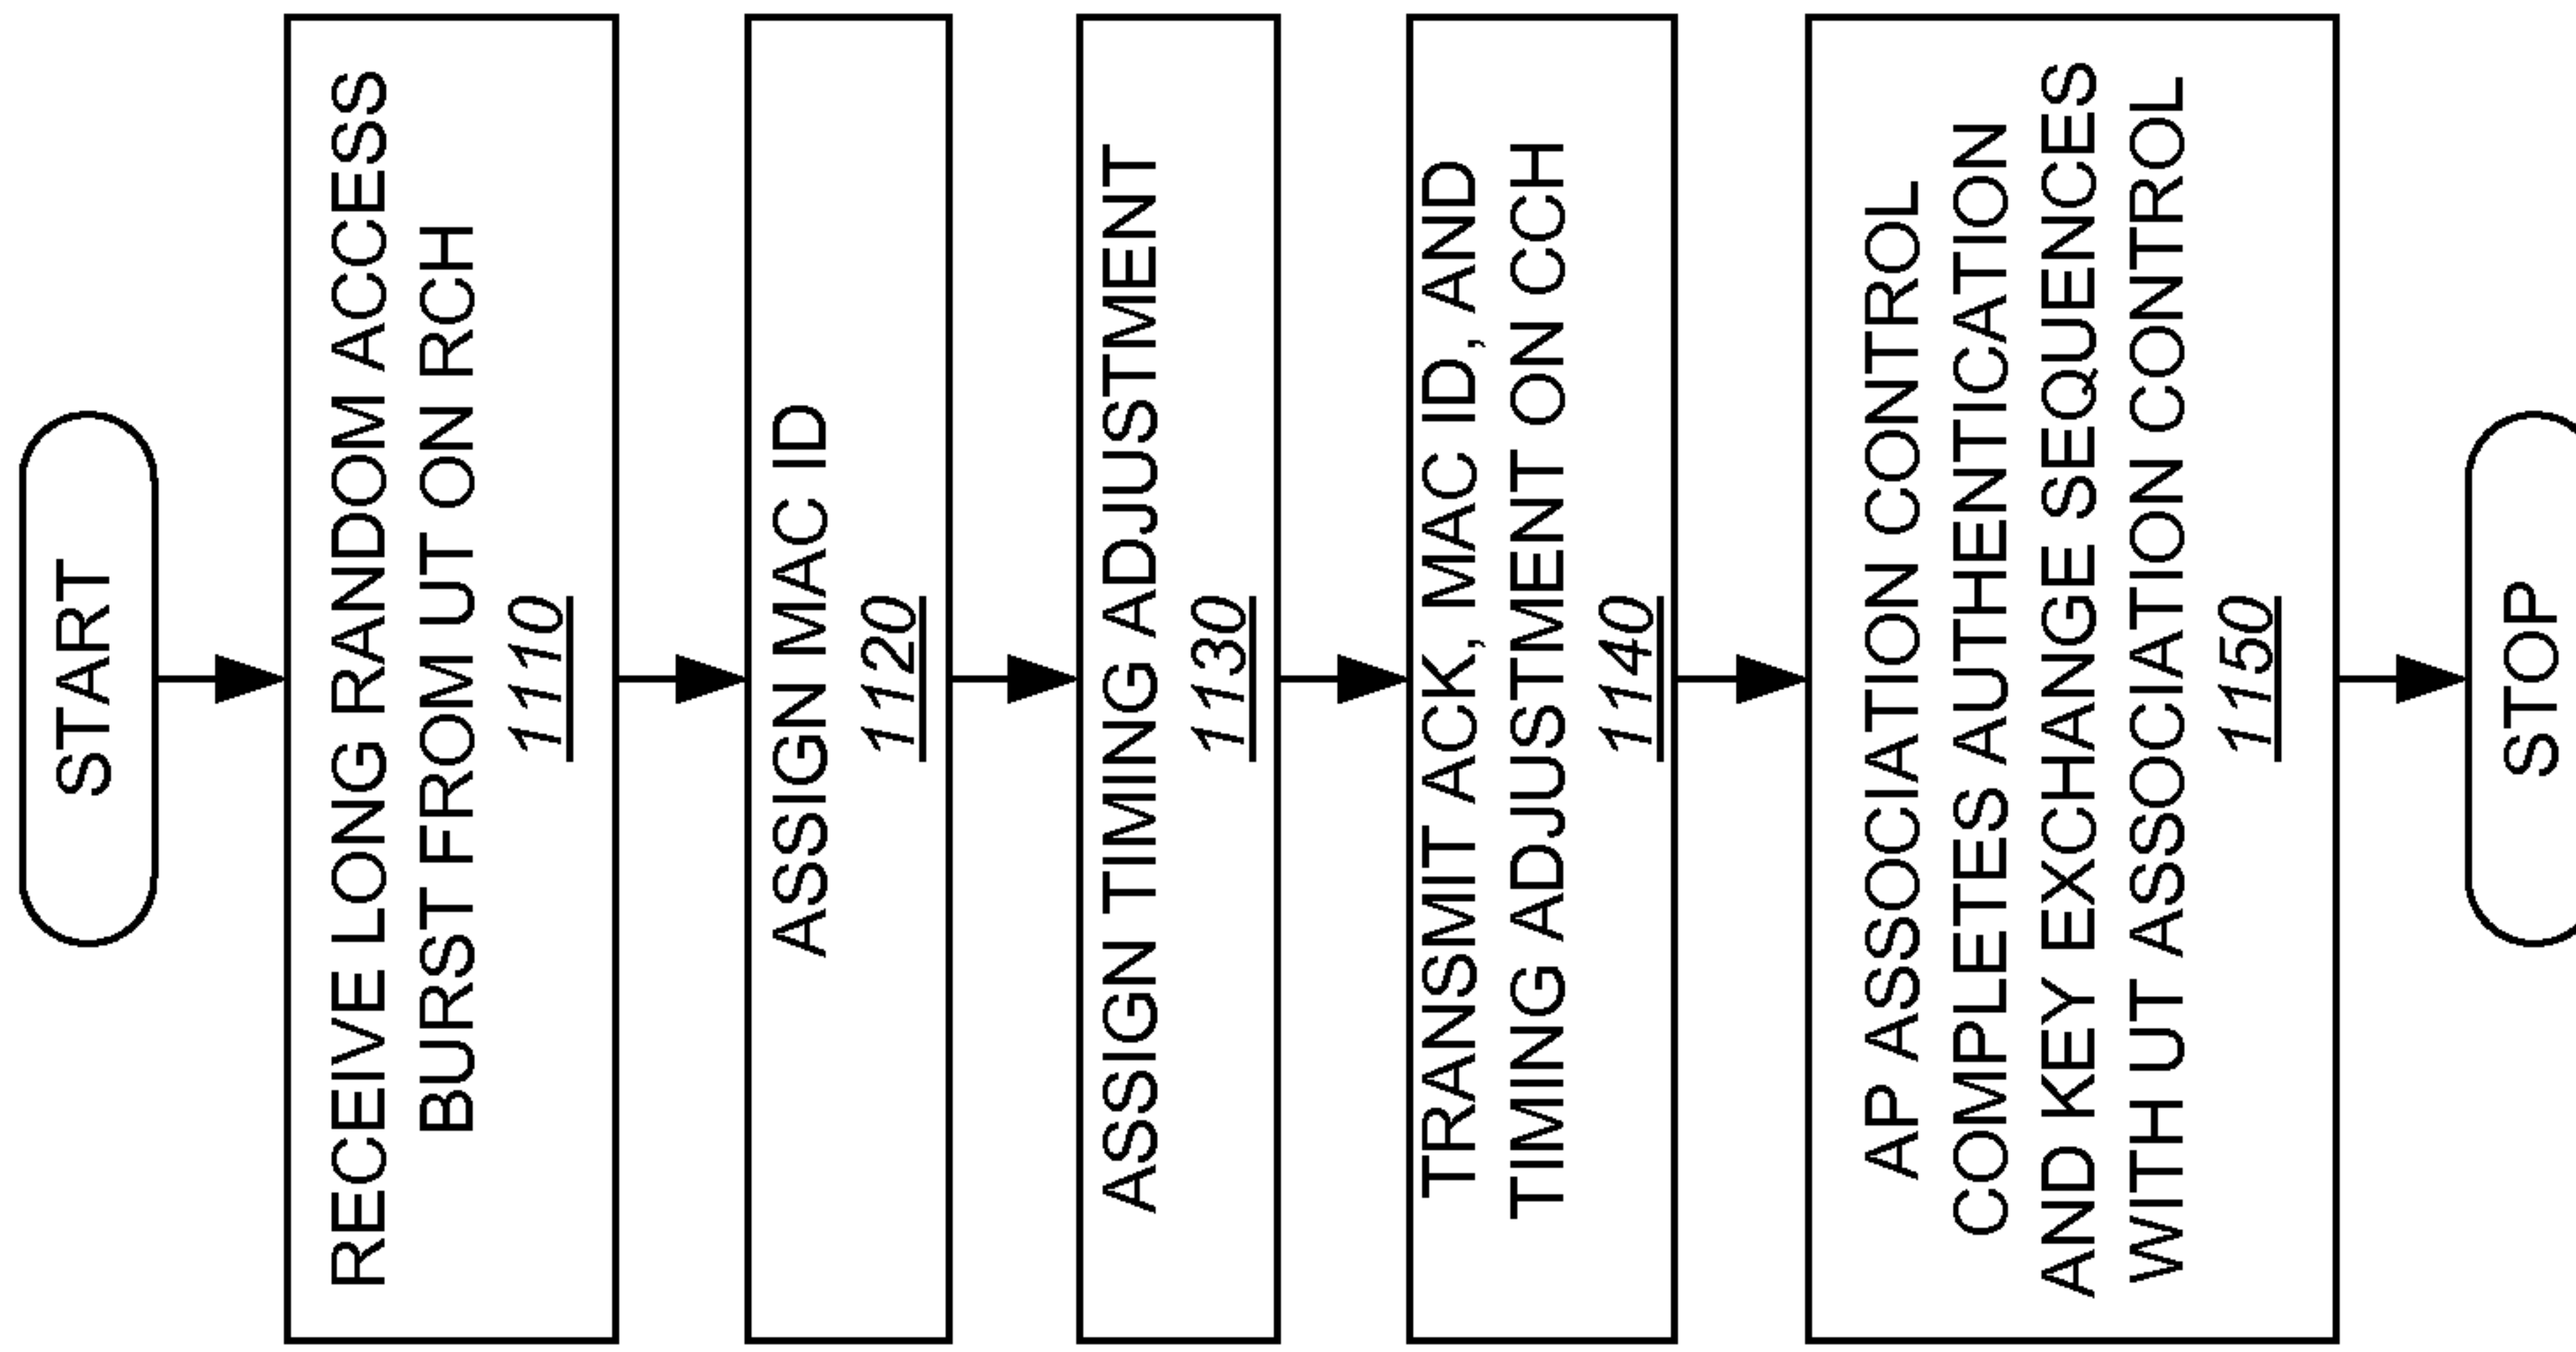 START
RECEIVE LONG RANDOM ACCESS
BURST FROM UT ON RCH
1110
ASSIGN MAC ID
1120
ASSIGN TIMING ADJUSTMENT
1130
TRANSMIT ACK, MAC ID, AND
TIMING ADJUSTMENT ON CCH
1140
AP ASSOCIATION CONTROL
COMPLETES AUTHENTICATION
AND KEY EXCHANGE SEQUENCES
WITH UT ASSOCIATION CONTROL
1150
STOP